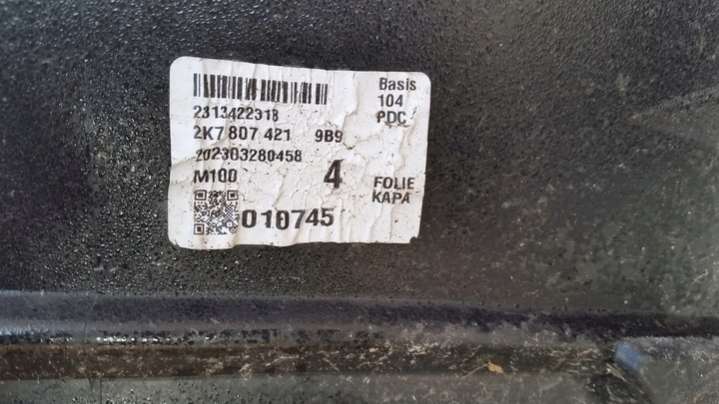 Basis
104
PDC
2313422318
2K7 807 421 9B9
202303280458
M100 4 FOLIE
KAPA
010745